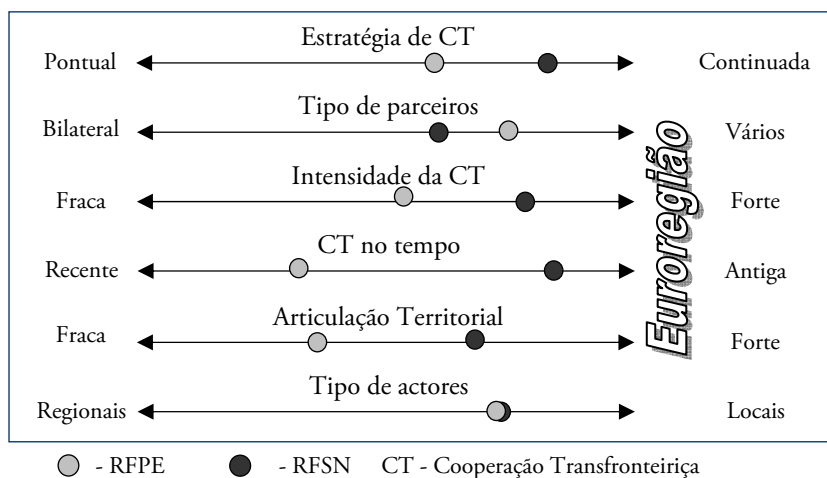 Estratégia de CT
Pontual Continuada
Tipo de parceiros
Bilateral Vários
Intensidade da CT
Fraca Forte
CT no tempo
Recente Antiga
Articulação Territorial
Fraca Forte
Tipo de actores
Regionais Locais
Euroregião
- RFPE - RFSN CT - Cooperação Transfronteiriça